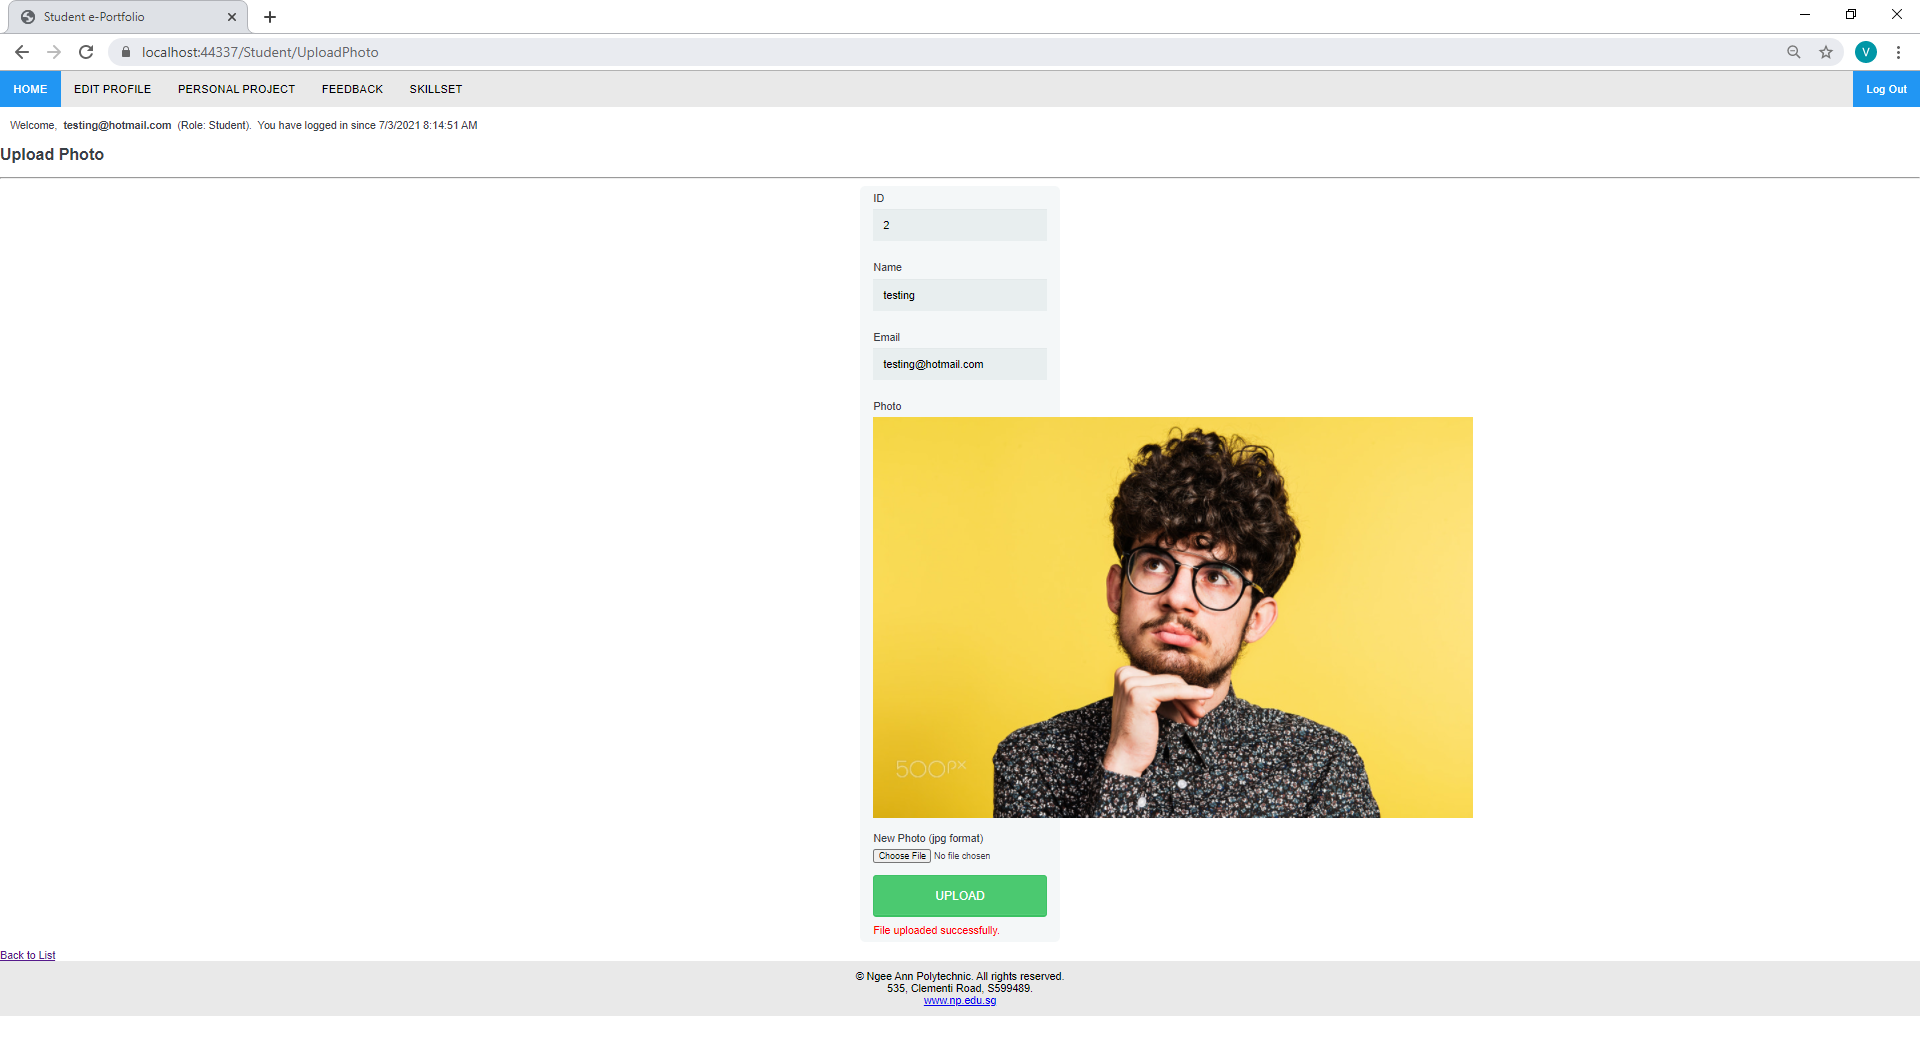 Student e-Portfolio
localhost:44337/Student/UploadPhoto
V
HOME EDIT PROFILE PERSONAL PROJECT FEEDBACK SKILLSET Log Out
Welcome, testing@hotmail.com (Role: Student). You have logged in since 7/3/2021 8:14:51 AM
Upload Photo
ID
2
Name
testing
Email
testing@hotmail.com
Photo
500px
New Photo (jpg format)
Choose File No file chosen
UPLOAD
File uploaded successfully.
Back to List
© Ngee Ann Polytechnic. All rights reserved.
535, Clementi Road, S599489.
www.np.edu.sg